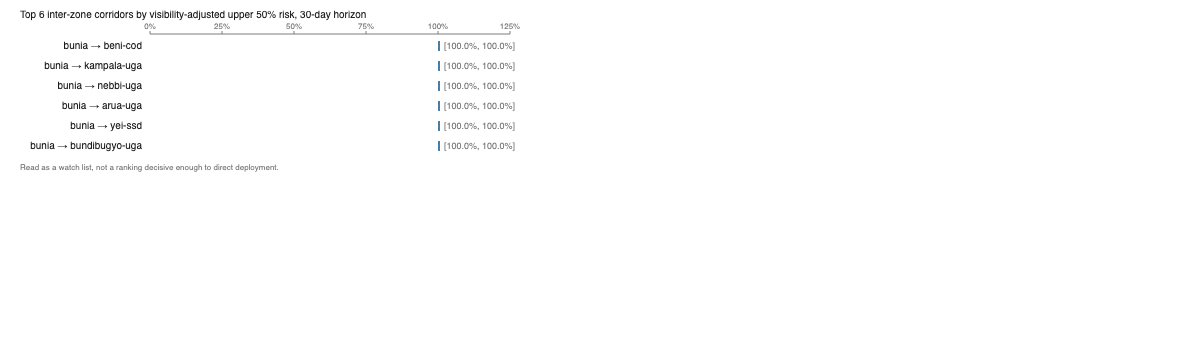 Top 6 inter-zone corridors by visibility-adjusted upper 50% risk, 30-day horizon
0% 25% 50% 75% 100% 125%
bunia → beni-cod [100.0%, 100.0%]
bunia → kampala-uga [100.0%, 100.0%]
bunia → nebbi-uga [100.0%, 100.0%]
bunia → arua-uga [100.0%, 100.0%]
bunia → yei-ssd [100.0%, 100.0%]
bunia → bundibugyo-uga [100.0%, 100.0%]
Read as a watch list, not a ranking decisive enough to direct deployment.